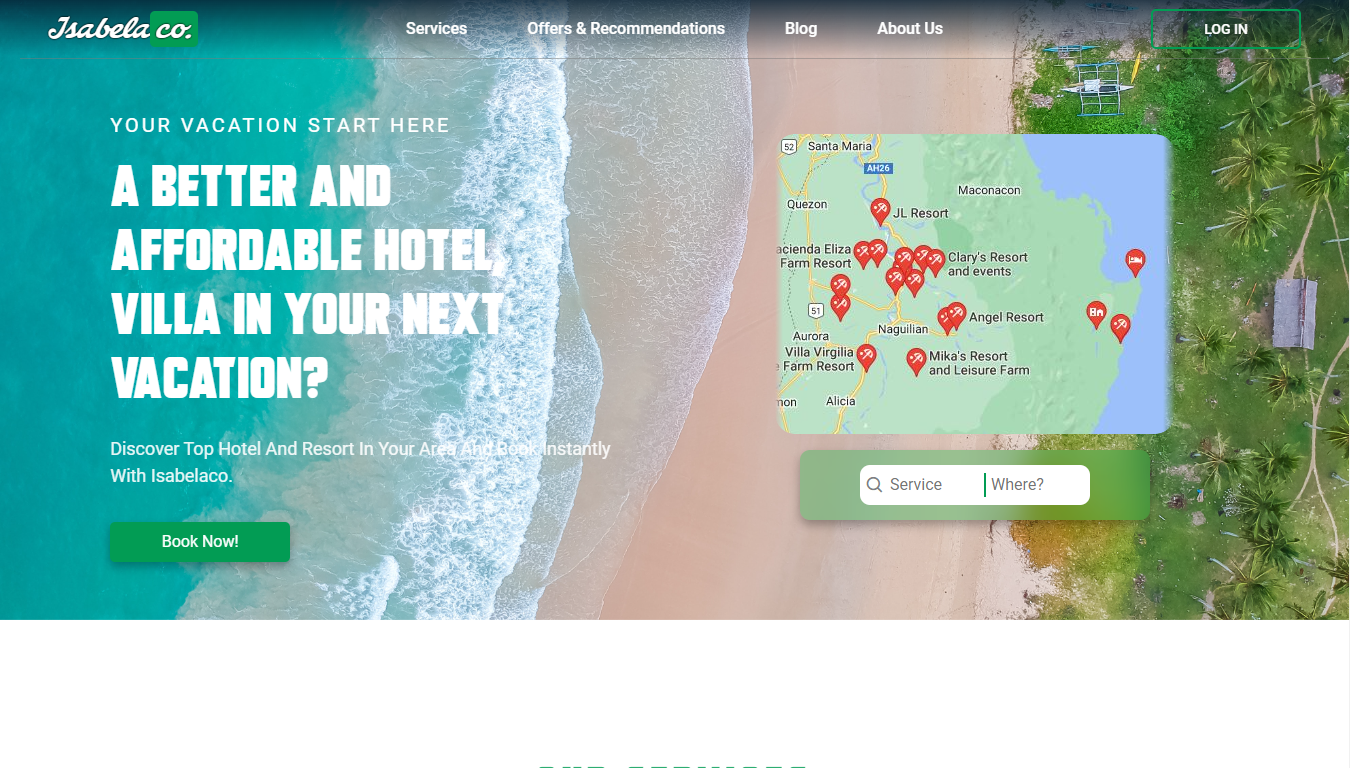 Isabela co.
Services
Offers & Recommendations
Blog
About Us
LOG IN
YOUR VACATION START HERE
A BETTER AND
AFFORDABLE HOTEL,
VILLA IN YOUR NEXT
VACATION?
Discover Top Hotel And Resort In Your Area And Book Instantly
With Isabelaco.
Book Now!
52
Santa Maria
AH26
Maconacon
Quezon
JL Resort
acienda Eliza
Farm Resort
Clary's Resort
and events
51
Angel Resort
Naguilian
Aurora
Villa Virgilia
e Farm Resort
Mika's Resort
and Leisure Farm
mon
Alicia
Service
Where?